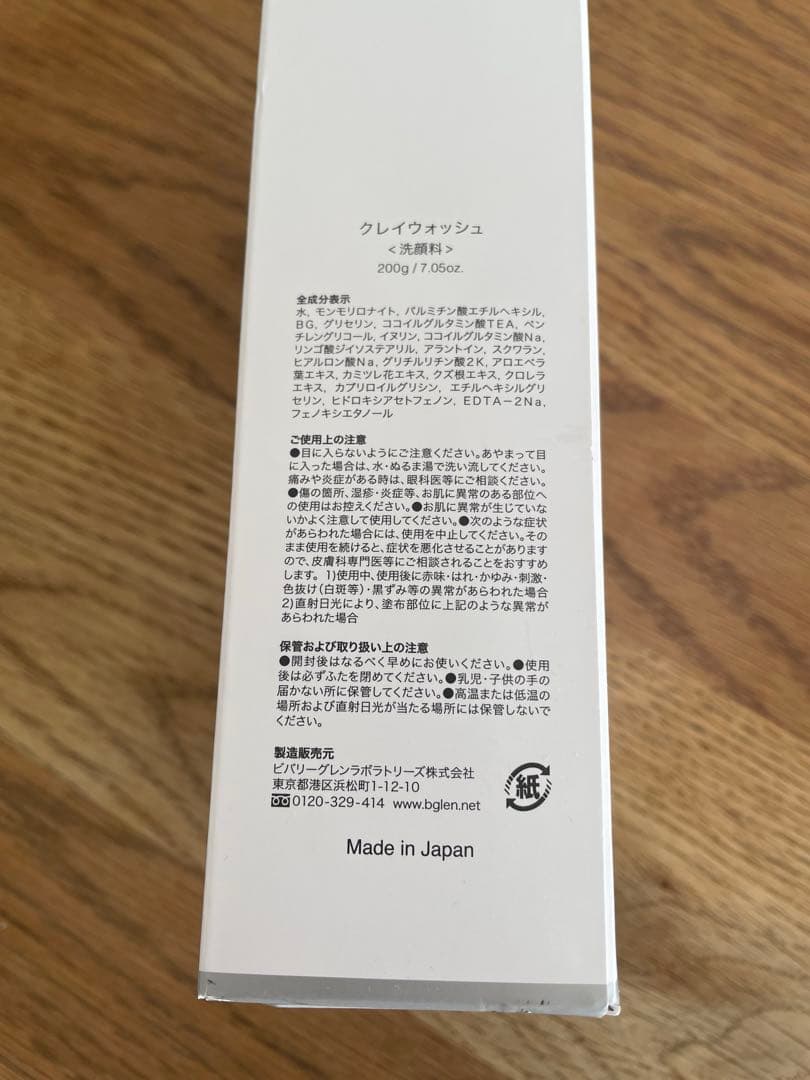 クレイウォッシュ
<洗顔料>
200g / 7.05oz.
全成分表示
水, モンモリロナイト, パルミチン酸エチルヘキシル,
BG, グリセリン, ココイルグルタミン酸TEA, ペン
チレングリコール, イヌリン, ココイルグルタミン酸Na,
リンゴ酸ジイソステアリル, アラントイン, スクワラン,
ヒアルロン酸Na, グリチルリチン酸2K, アロエベラ
葉エキス, カミツレ花エキス, クズ根エキス, クロレラ
エキス, カプリロイルグリシン, エチルヘキシルグリ
セリン, ヒドロキシアセトフェノン, EDTA-2Na,
フェノキシエタノール
ご使用上の注意
●目に入らないようにご注意ください。あやまって目
に入った場合は、水・ぬるま湯で洗い流してください。
痛みや炎症がある時は、眼科医等にご相談ください。
●傷の箇所、湿疹・炎症等、お肌に異常のある部位へ
の使用はお控えください。●お肌に異常が生じていな
いかよく注意して使用してください。●次のような症状
があらわれた場合には、使用を中止してください。その
まま使用を続けると、症状を悪化させることがあります
ので、皮膚科専門医等にご相談されることをおすすめ
します。 1)使用中、使用後に赤味・はれ・かゆみ・刺激・
色抜け(白斑等)・黒ずみ等の異常があらわれた場合
2)直射日光により、塗布部位に上記のような異常が
あらわれた場合
保管および取り扱い上の注意
●開封後はなるべく早めにお使いください。●使用
後は必ずふたを閉めてください。●乳児・子供の手の
届かない所に保管してください。●高温または低温の
場所および直射日光が当たる場所には保管しないで
ください。
製造販売元
ビバリーグレンラボラトリーズ株式会社
東京都港区浜松町1-12-10
0120-329-414 www.bglen.net
紙
Made in Japan